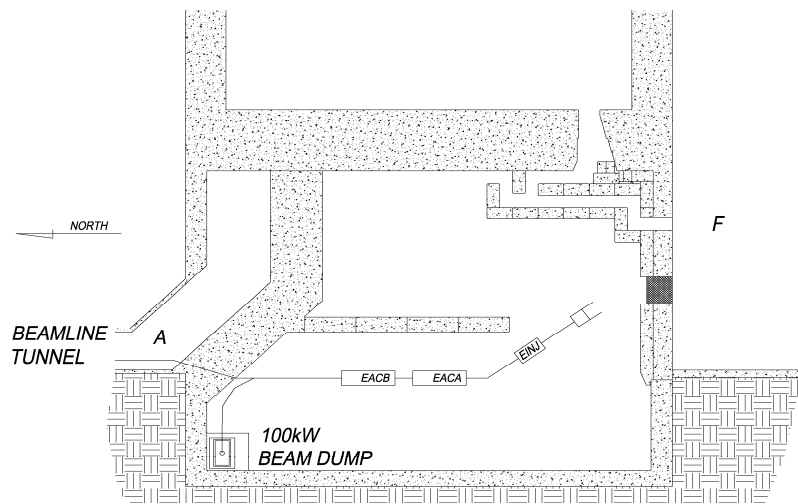 NORTH
F
BEAMLINE
TUNNEL
A
EINJ
EACB
EACA
100kW
BEAM DUMP